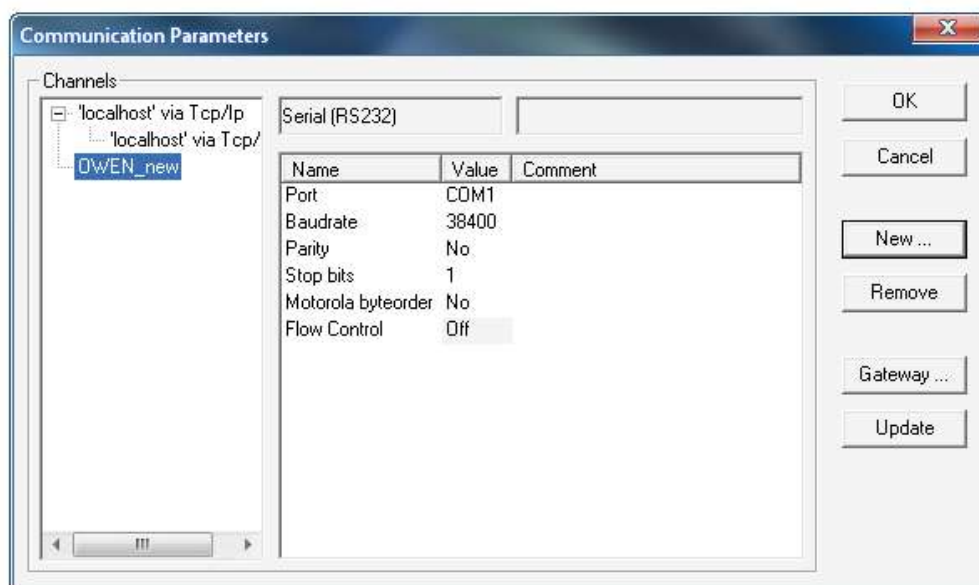 Communication Parameters
Channels
'localhost' via Tcp/Ip
'localhost' via Tcp/
OWEN_new
Serial (RS232)
Name Value Comment
Port COM1
Baudrate 38400
Parity No
Stop bits 1
Motorola byteorder No
Flow Control Off
OK
Cancel
New ...
Remove
Gateway ...
Update